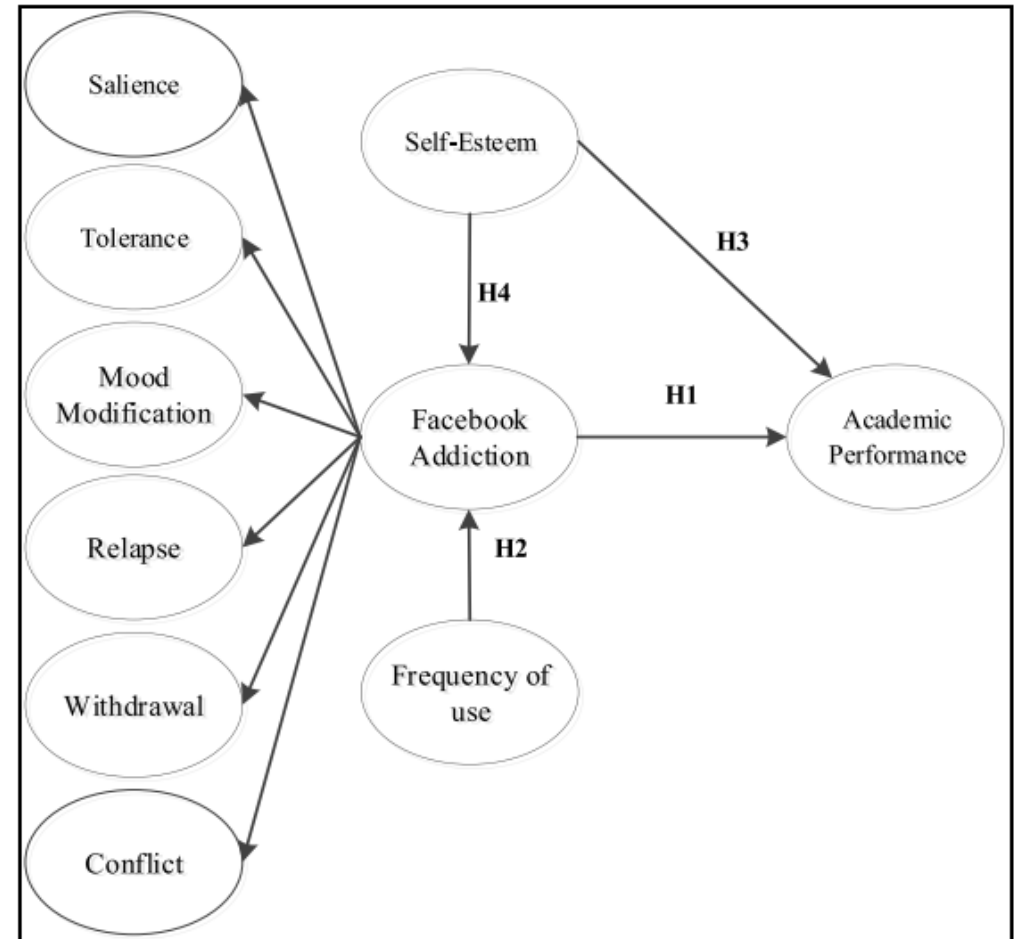 Salience
Tolerance
Mood
Modification
Relapse
Withdrawal
Conflict
Self-Esteem
H4
Facebook
Addiction
H2
Frequency of
use
H3
H1
Academic
Performance